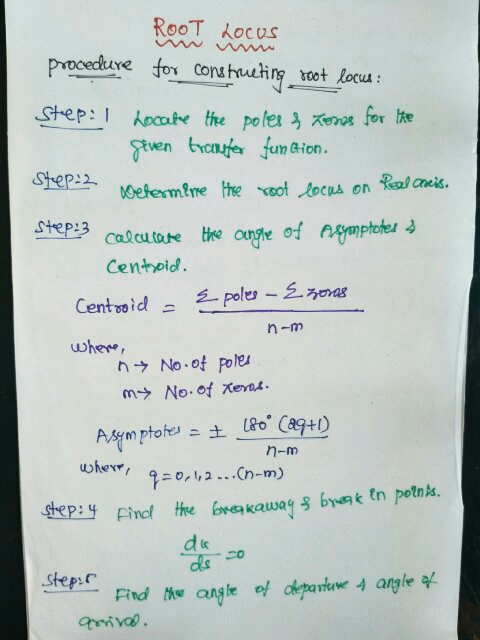 ROOT LOCUS
procedure for constructing root locus:
Step:1 Locate the poles & zeros for the
given transfer function.
Step:2 Determine the root locus on Real axis.
Step:3 calculate the angle of Asymptotes &
Centroid.
Centroid = Σ poles - Σ zeros / n-m
where,
n → No. of poles
m → No. of zeros.
Asymptotes = ± 180° (2q+1) / n-m
where, q = 0, 1, 2 ... (n-m)
Step:4 Find the breakaway & break in points.
dk/ds = 0
Step:5 Find the angle of departure & angle of
arrival.